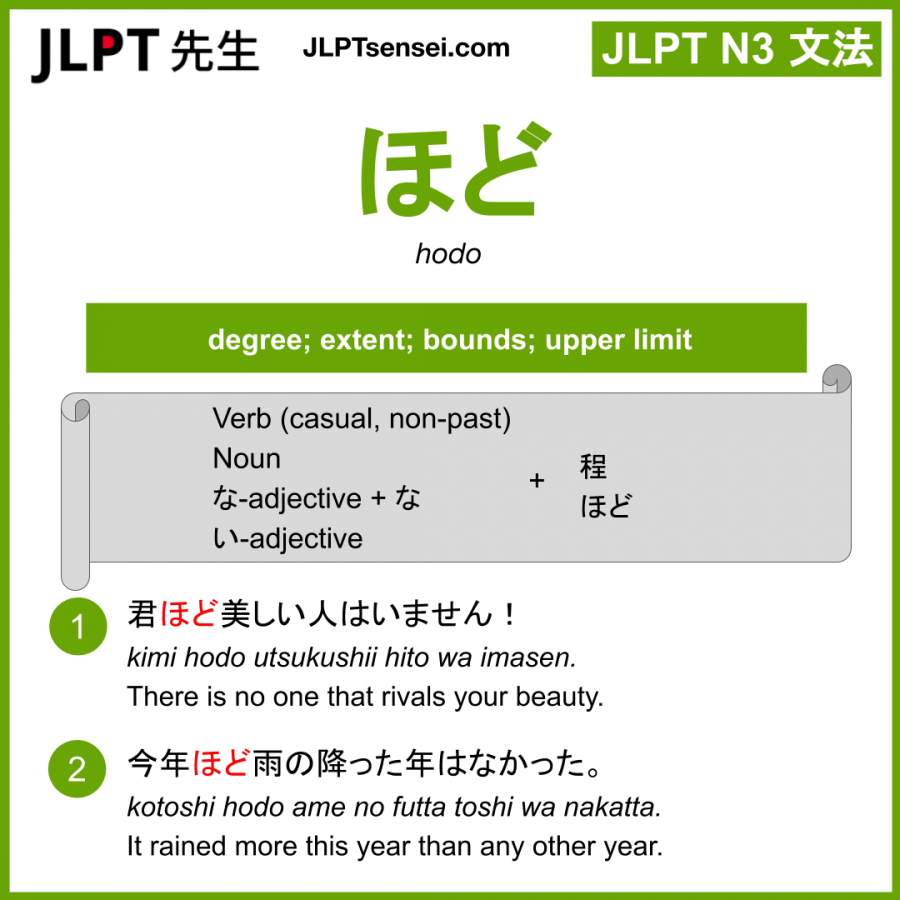 JLPT 先生
JLPTsensei.com
JLPT N3 文法
ほど
hodo
degree; extent; bounds; upper limit
Verb (casual, non-past)
Noun
な-adjective + な
い-adjective
+
程
ほど
1
君ほど美しい人はいません！
kimi hodo utsukushii hito wa imasen.
There is no one that rivals your beauty.
2
今年ほど雨の降った年はなかった。
kotoshi hodo ame no futta toshi wa nakatta.
It rained more this year than any other year.